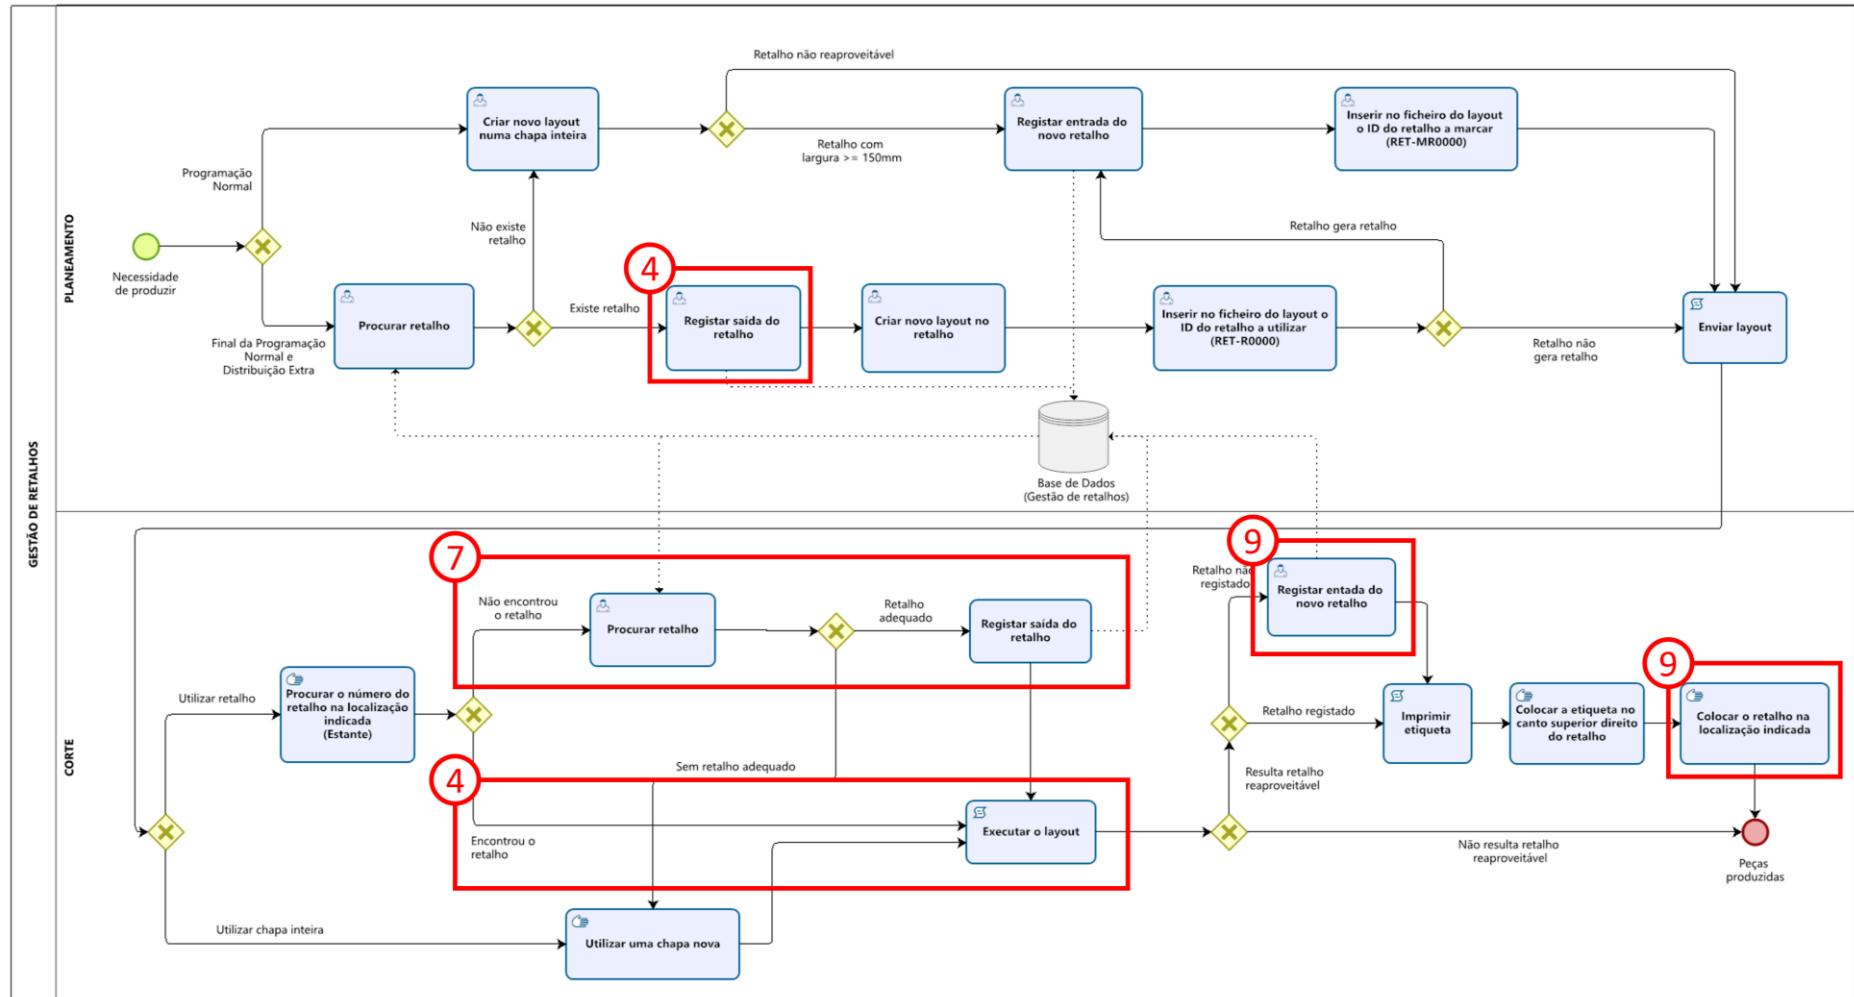 GESTÃO DE RETALHOS
PLANEAMENTO
Necessidade
de produzir
Programação
Normal
Final da Programação
Normal e
Distribuição Extra
Criar novo layout
numa chapa inteira
Procurar retalho
Não existe
retalho
Existe retalho
4
Registar saída do
retalho
Retalho não reaproveitável
Retalho com
largura >= 150mm
Registar entrada do
novo retalho
Inserir no ficheiro do layout
o ID do retalho a marcar
(RET-MR0000)
Criar novo layout no
retalho
Inserir no ficheiro do layout o
ID do retalho a utilizar
(RET-R0000)
Retalho gera retalho
Retalho não
gera retalho
Enviar layout
Base de Dados
(Gestão de retalhos)
CORTE
Utilizar retalho
Utilizar chapa inteira
Procurar o número do
retalho na localização
indicada
(Estante)
7
Não encontrou
o retalho
Procurar retalho
Retalho
adequado
Registar saída do
retalho
Sem retalho adequado
4
Encontrou o
retalho
Executar o layout
Utilizar uma chapa nova
9
Retalho não
registado
Registar entada do
novo retalho
Retalho registado
Resulta retalho
reaproveitável
Imprimir
etiqueta
Colocar a etiqueta no
canto superior direito
do retalho
9
Colocar o retalho na
localização indicada
Não resulta retalho
reaproveitável
Peças
produzidas